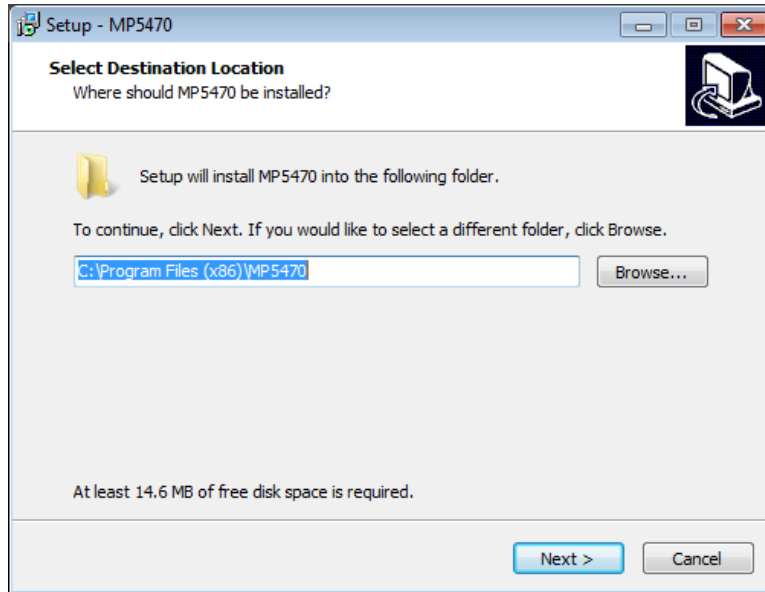 Setup - MP5470
Select Destination Location
Where should MP5470 be installed?
Setup will install MP5470 into the following folder.
To continue, click Next. If you would like to select a different folder, click Browse.
C:\Program Files (x86)\MP5470
Browse...
At least 14.6 MB of free disk space is required.
Next >
Cancel